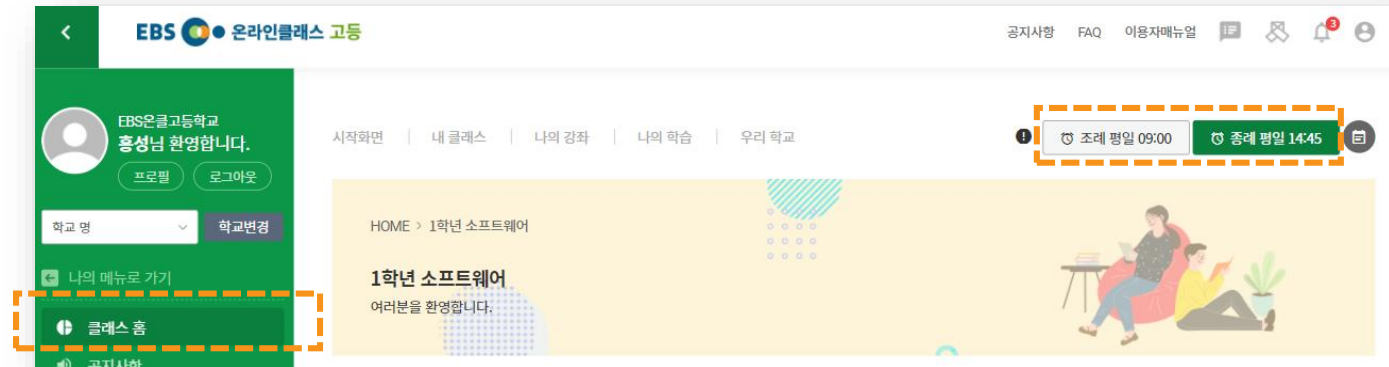 EBS 온라인클래스 고등
공지사항 FAQ 이용자매뉴얼 3
EBS온클고등학교
홍성님 환영합니다.
프로필 로그아웃
시작화면 내 클래스 나의 강좌 나의 학습 우리 학교
조례 평일 09:00 종례 평일 14:45
학교 명 학교변경
나의 메뉴로 가기
클래스 홈
공지사항
HOME > 1학년 소프트웨어
1학년 소프트웨어
여러분을 환영합니다.